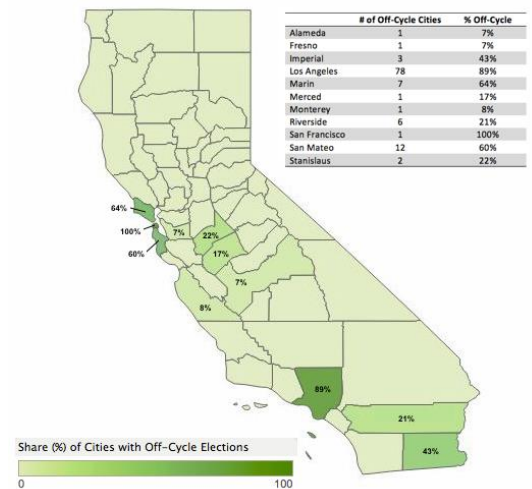 # of Off-Cycle Cities % Off-Cycle
Alameda 1 7%
Fresno 1 7%
Imperial 3 43%
Los Angeles 78 89%
Marin 7 64%
Merced 1 17%
Monterey 1 8%
Riverside 6 21%
San Francisco 1 100%
San Mateo 12 60%
Stanislaus 2 22%
64%
100%
7%
22%
60%
17%
7%
8%
89%
21%
43%
Share (%) of Cities with Off-Cycle Elections
0 100